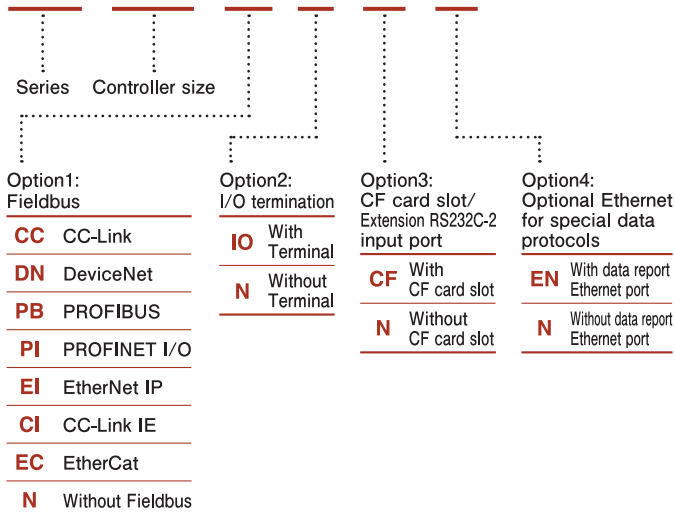 Series
Controller size
Option1:
Fieldbus
CC CC-Link
DN DeviceNet
PB PROFIBUS
PI PROFINET I/O
EI EtherNet IP
CI CC-Link IE
EC EtherCat
N Without Fieldbus
Option2:
I/O termination
IO With
Terminal
N Without
Terminal
Option3:
CF card slot/
Extension RS232C-2
input port
CF With
CF card slot
N Without
CF card slot
Option4:
Optional Ethernet
for special data
protocols
EN With data report
Ethernet port
N Without data report
Ethernet port